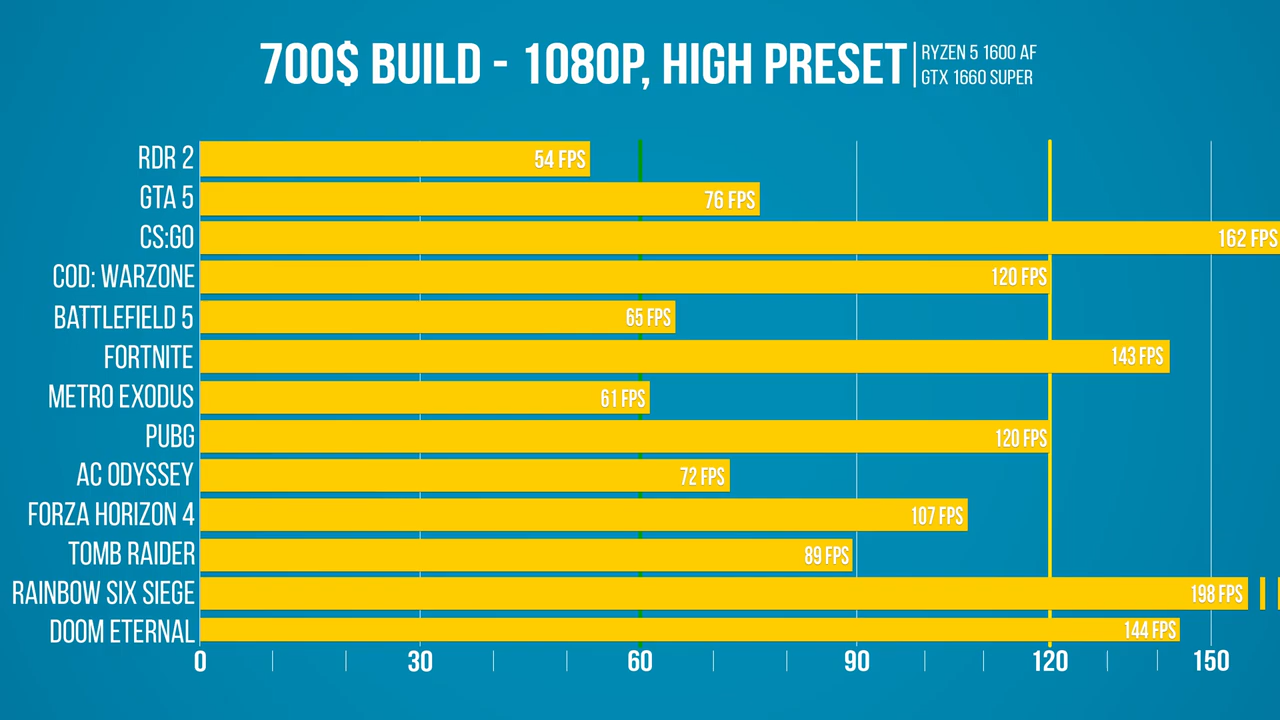 700$ BUILD - 1080P, HIGH PRESET
RYZEN 5 1600 AF
GTX 1660 SUPER
RDR 2 54 FPS
GTA 5 76 FPS
CS:GO 162 FPS
COD: WARZONE 120 FPS
BATTLEFIELD 5 65 FPS
FORTNITE 143 FPS
METRO EXODUS 61 FPS
PUBG 120 FPS
AC ODYSSEY 72 FPS
FORZA HORIZON 4 107 FPS
TOMB RAIDER 89 FPS
RAINBOW SIX SIEGE 198 FPS
DOOM ETERNAL 144 FPS
0 30 60 90 120 150